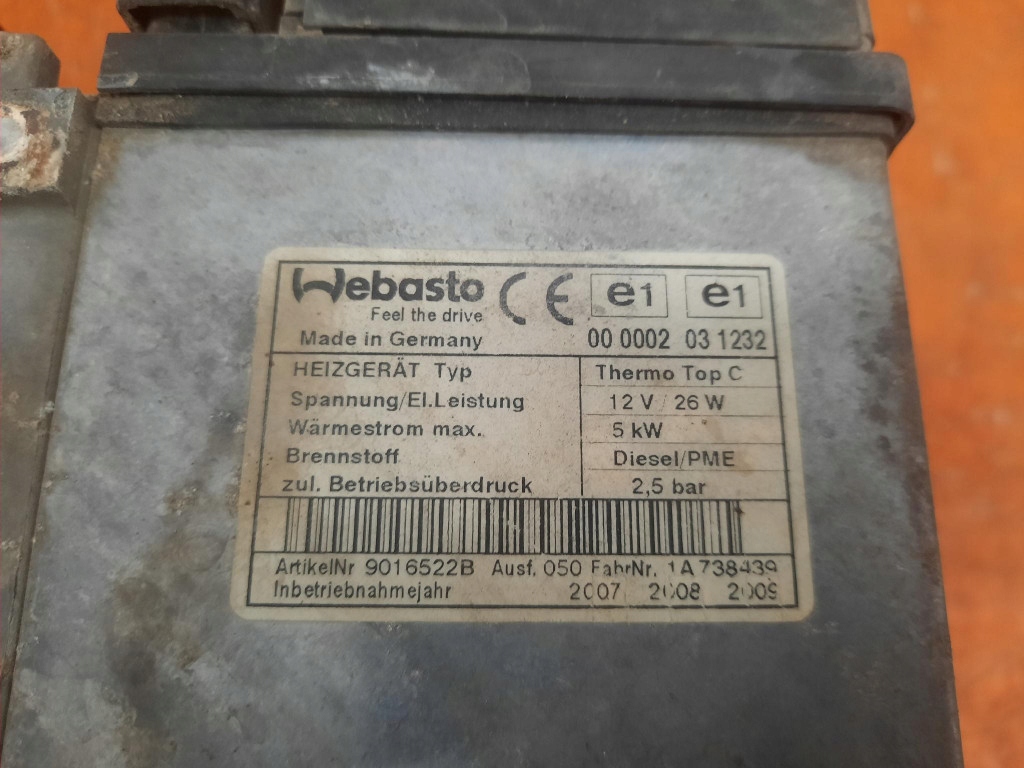 Webasto
Feel the drive
Made in Germany
CE
e1 e1
00 0002 03 1232
HEIZGERÄT Typ Thermo Top C
Spannung/El.Leistung 12 V / 26 W
Wärmestrom max. 5 kW
Brennstoff Diesel/PME
zul. Betriebsüberdruck 2,5 bar
ArtikelNr 9016522B Ausf. 050 FabrNr. 1A738439
Inbetriebnahmejahr 2007 2008 2009